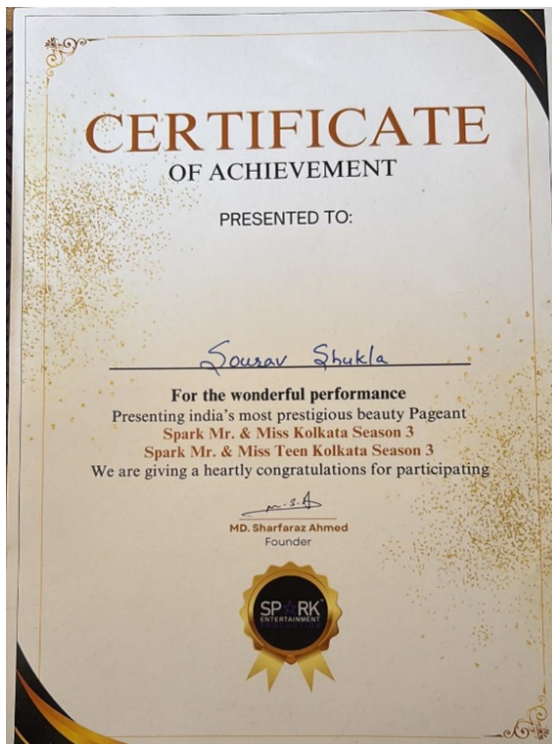 CERTIFICATE
OF ACHIEVEMENT
PRESENTED TO:
Sourav Shukla
For the wonderful performance
Presenting india's most prestigious beauty Pageant
Spark Mr. & Miss Kolkata Season 3
Spark Mr. & Miss Teen Kolkata Season 3
We are giving a heartly congratulations for participating
M.S.A
MD. Sharfaraz Ahmed
Founder
SP★RK
ENTERTAINMENT